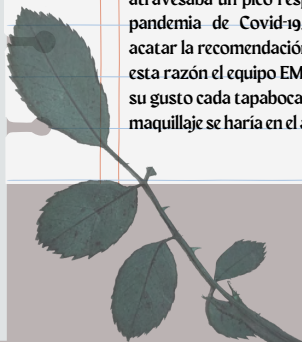 atravesaba un pico
pandemia de Covid-19
acatar la recomendación
esta razón el equipo EM
su gusto cada tapaboca
maquillaje se haría en el a